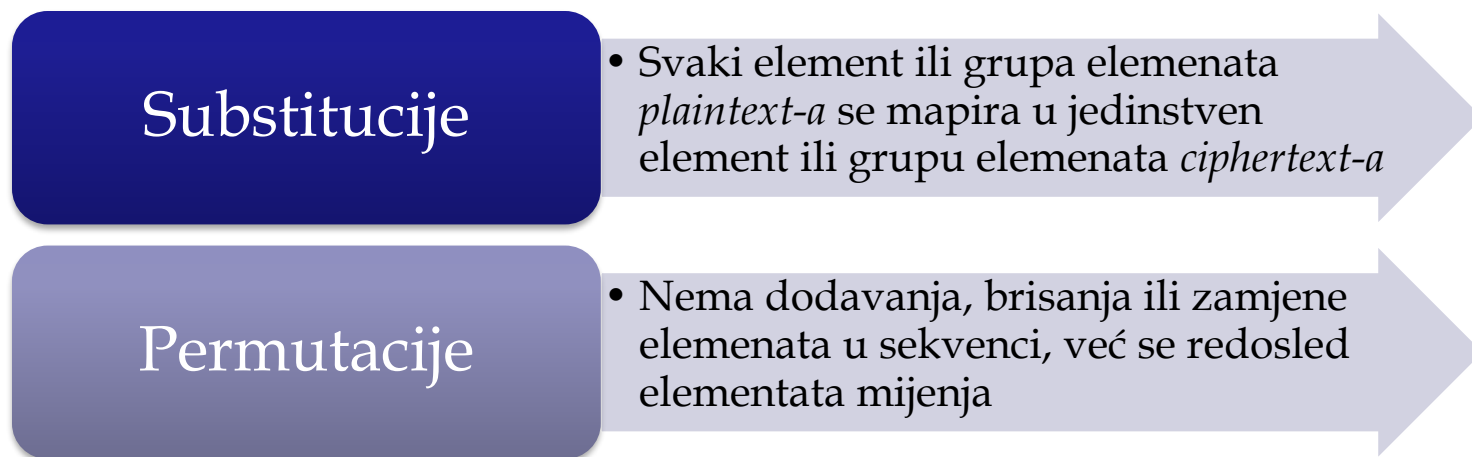 Substitucije
• Svaki element ili grupa elemenata
plaintext-a se mapira u jedinstven
element ili grupu elemenata ciphertext-a
Permutacije
• Nema dodavanja, brisanja ili zamjene
elemenata u sekvenci, već se redosled
elementata mijenja